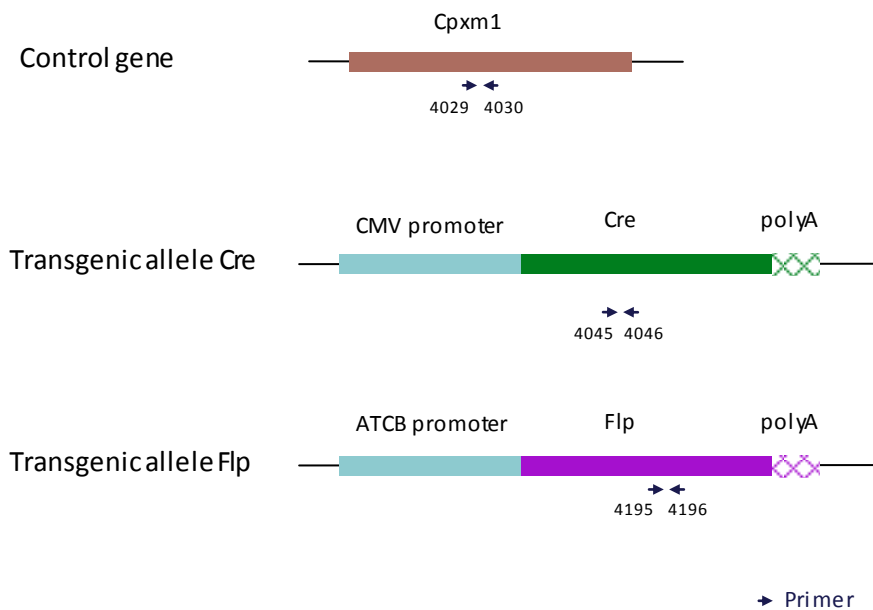 Cpxm1
Control gene
4029 4030
CMV promoter Cre polyA
Transgenic allele Cre
4045 4046
ATCB promoter Flp polyA
Transgenic allele Flp
4195 4196
Primer